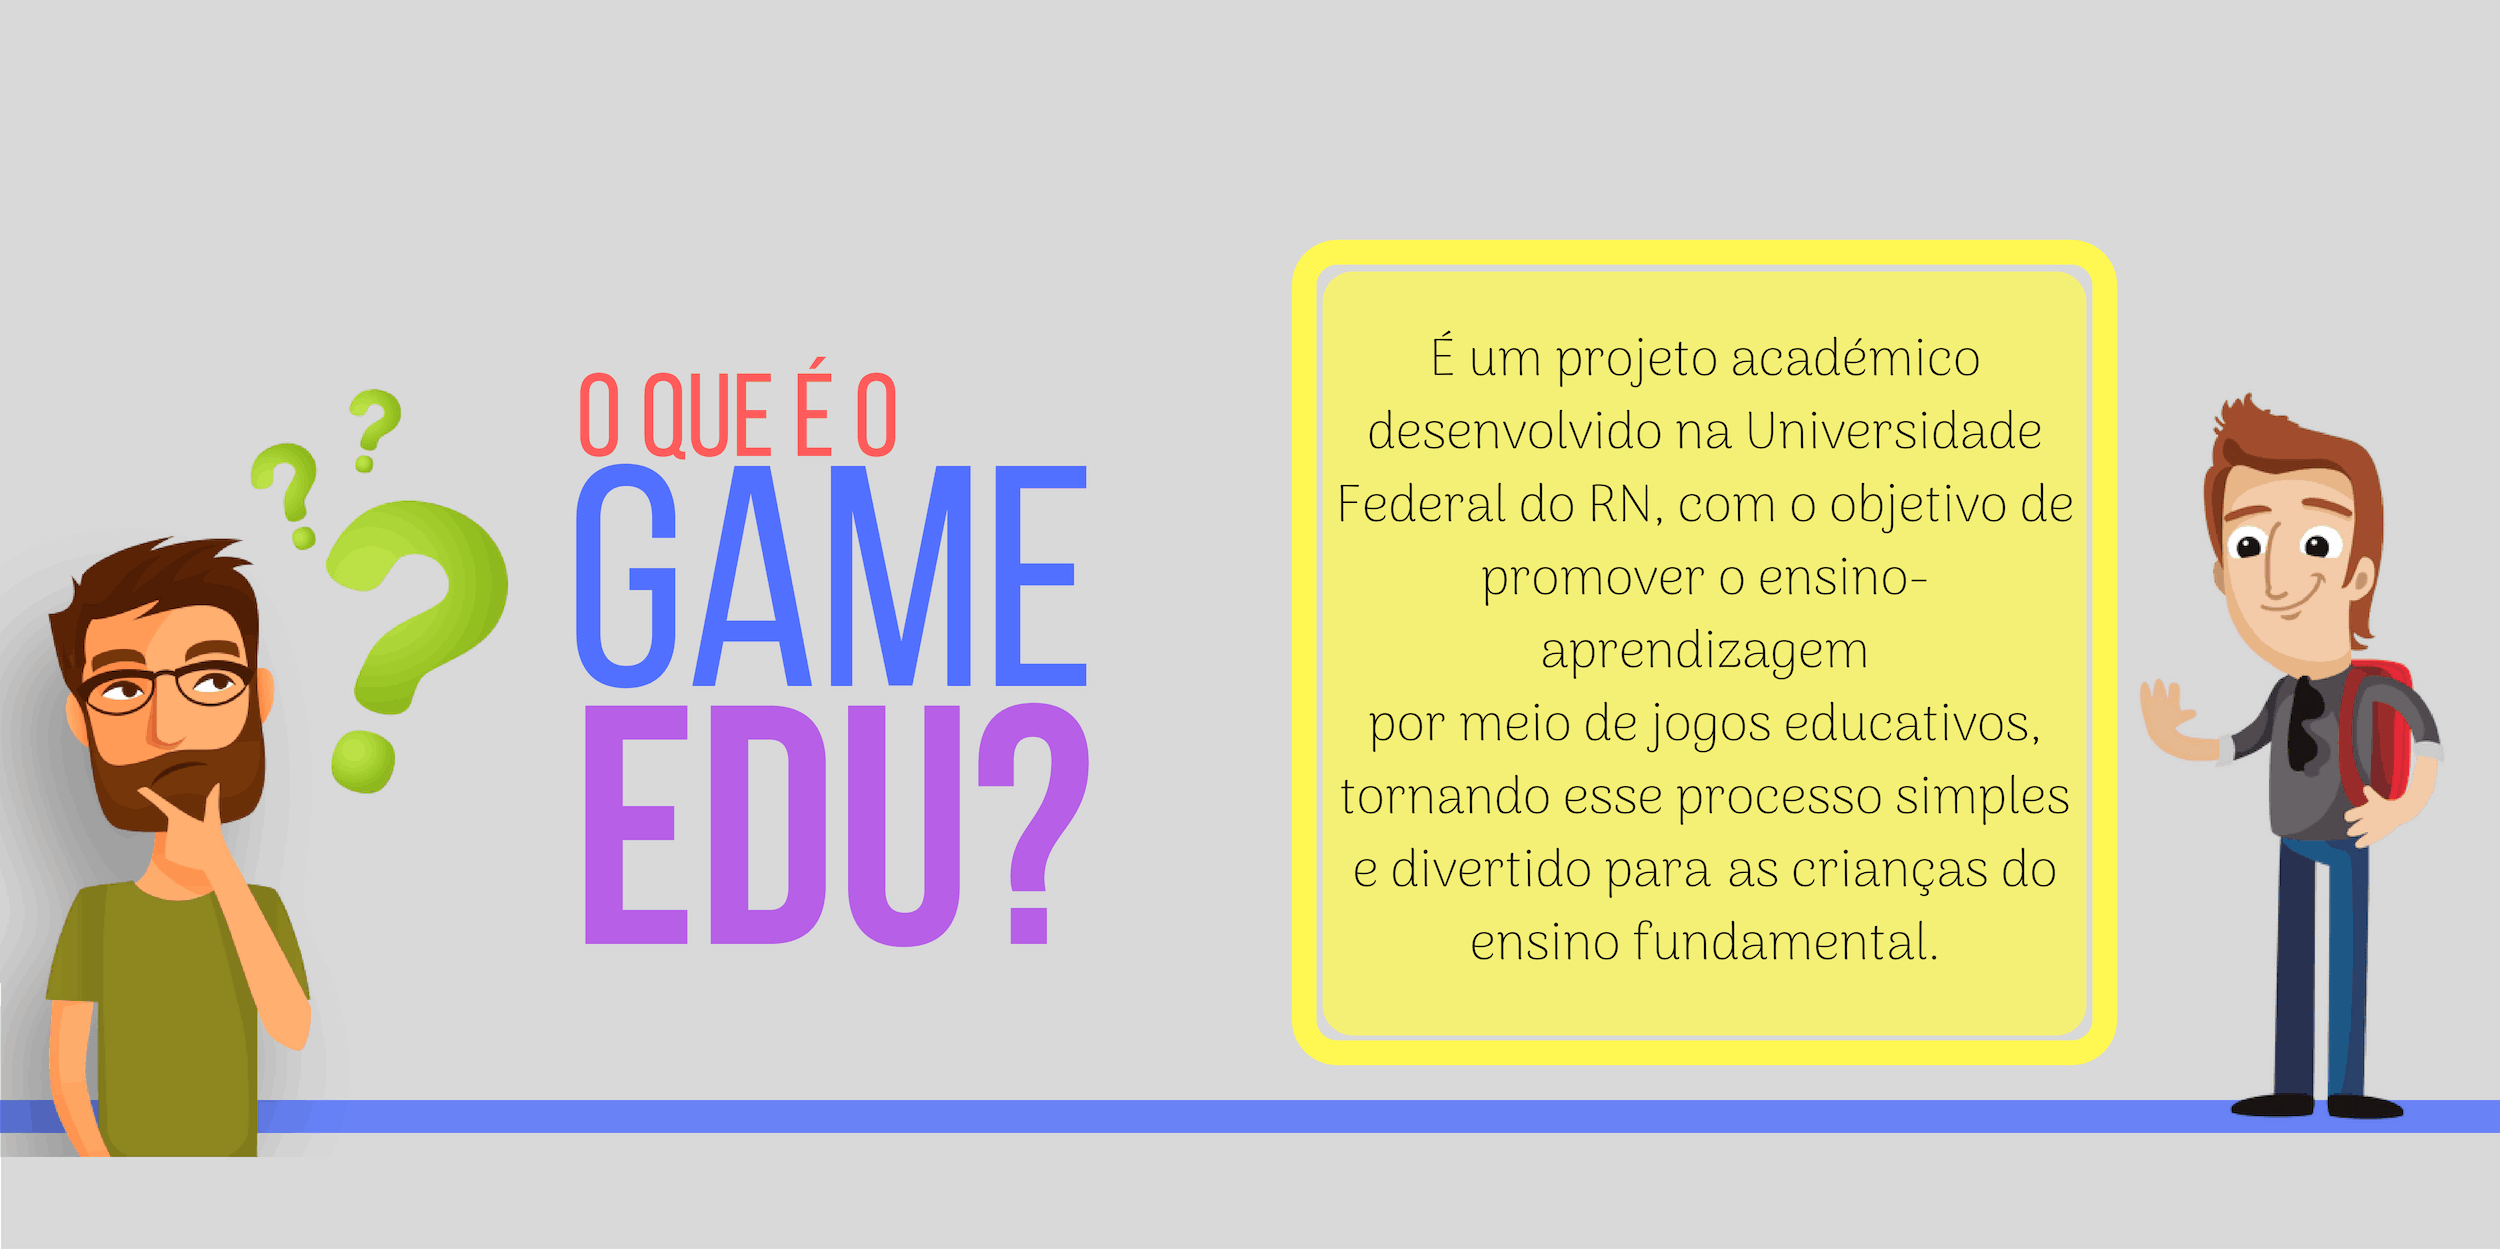 O QUE É O
GAME
EDU?
É um projeto académico
desenvolvido na Universidade
Federal do RN, com o objetivo de
promover o ensino-
aprendizagem
por meio de jogos educativos,
tornando esse processo simples
e divertido para as crianças do
ensino fundamental.